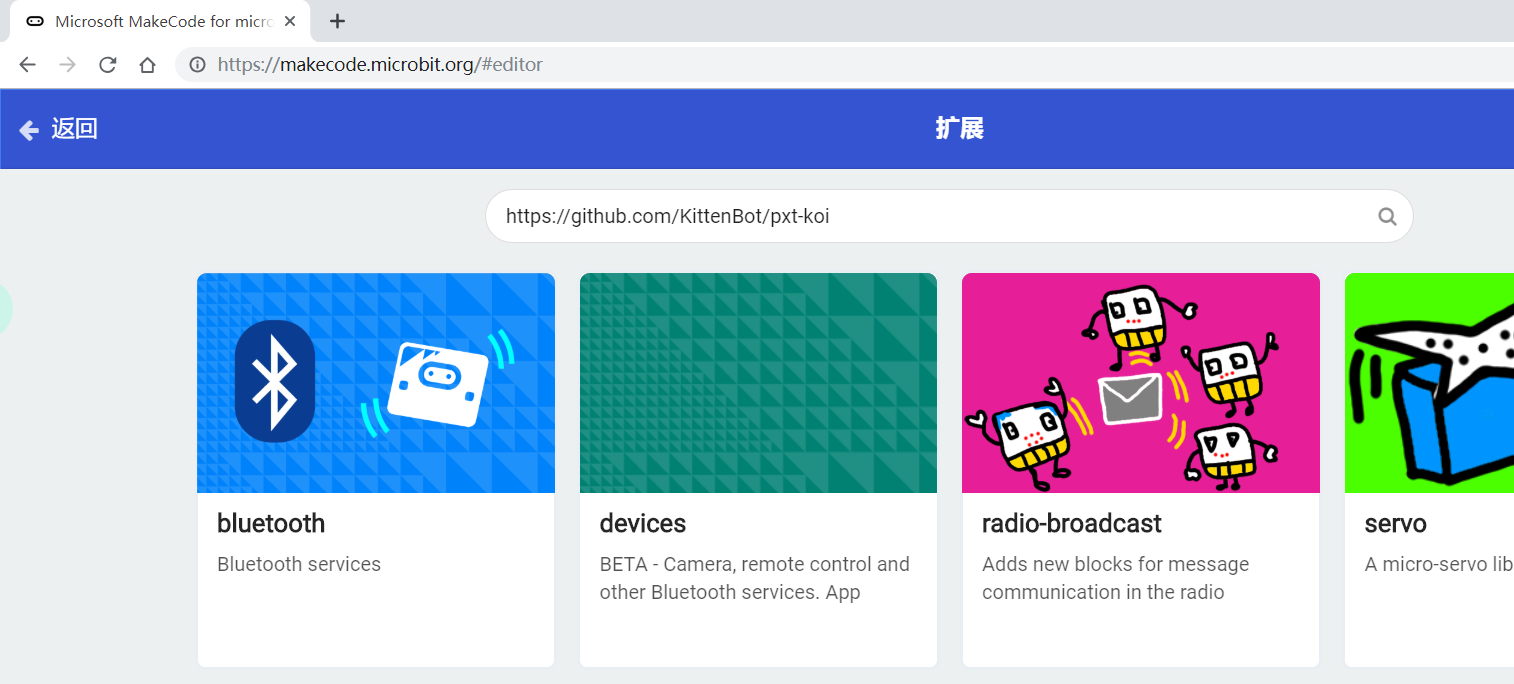 Microsoft MakeCode for micro
https://makecode.microbit.org/#editor
返回
扩展
https://github.com/KittenBot/pxt-koi
bluetooth
Bluetooth services
devices
BETA - Camera, remote control and
other Bluetooth services. App
radio-broadcast
Adds new blocks for message
communication in the radio
servo
A micro-servo lib